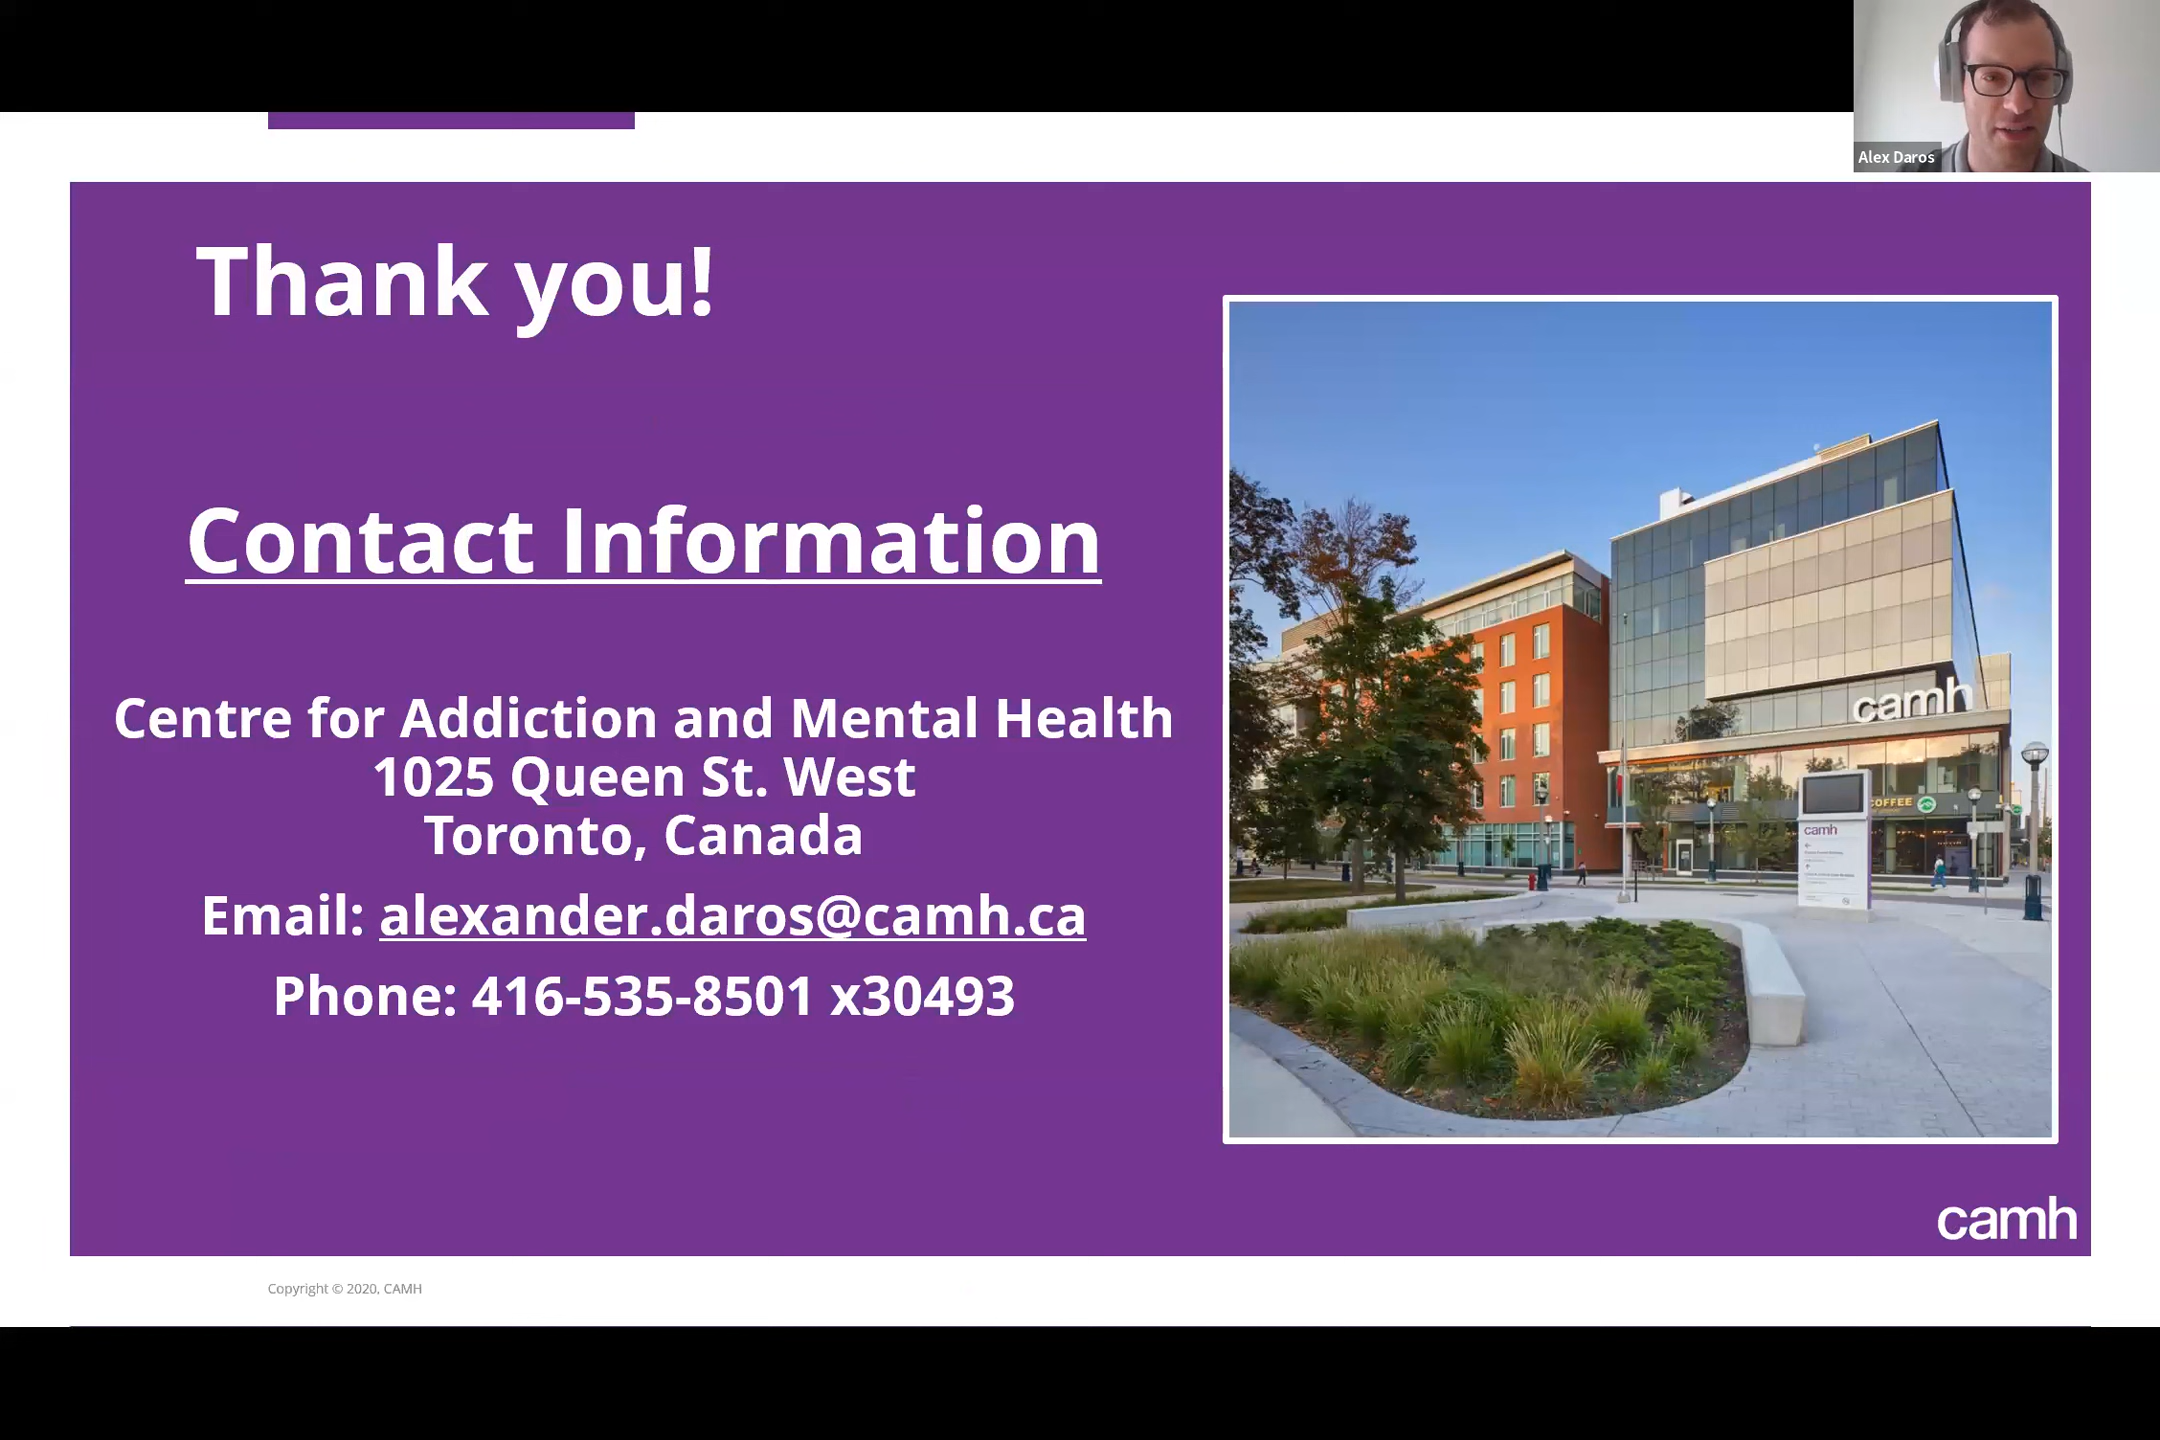 Alex Daros
Thank you!
Contact Information
Centre for Addiction and Mental Health
1025 Queen St. West
Toronto, Canada
Email: alexander.daros@camh.ca
Phone: 416-535-8501 x30493
camh
COFFEE
camh
camh
Copyright © 2020, CAMH